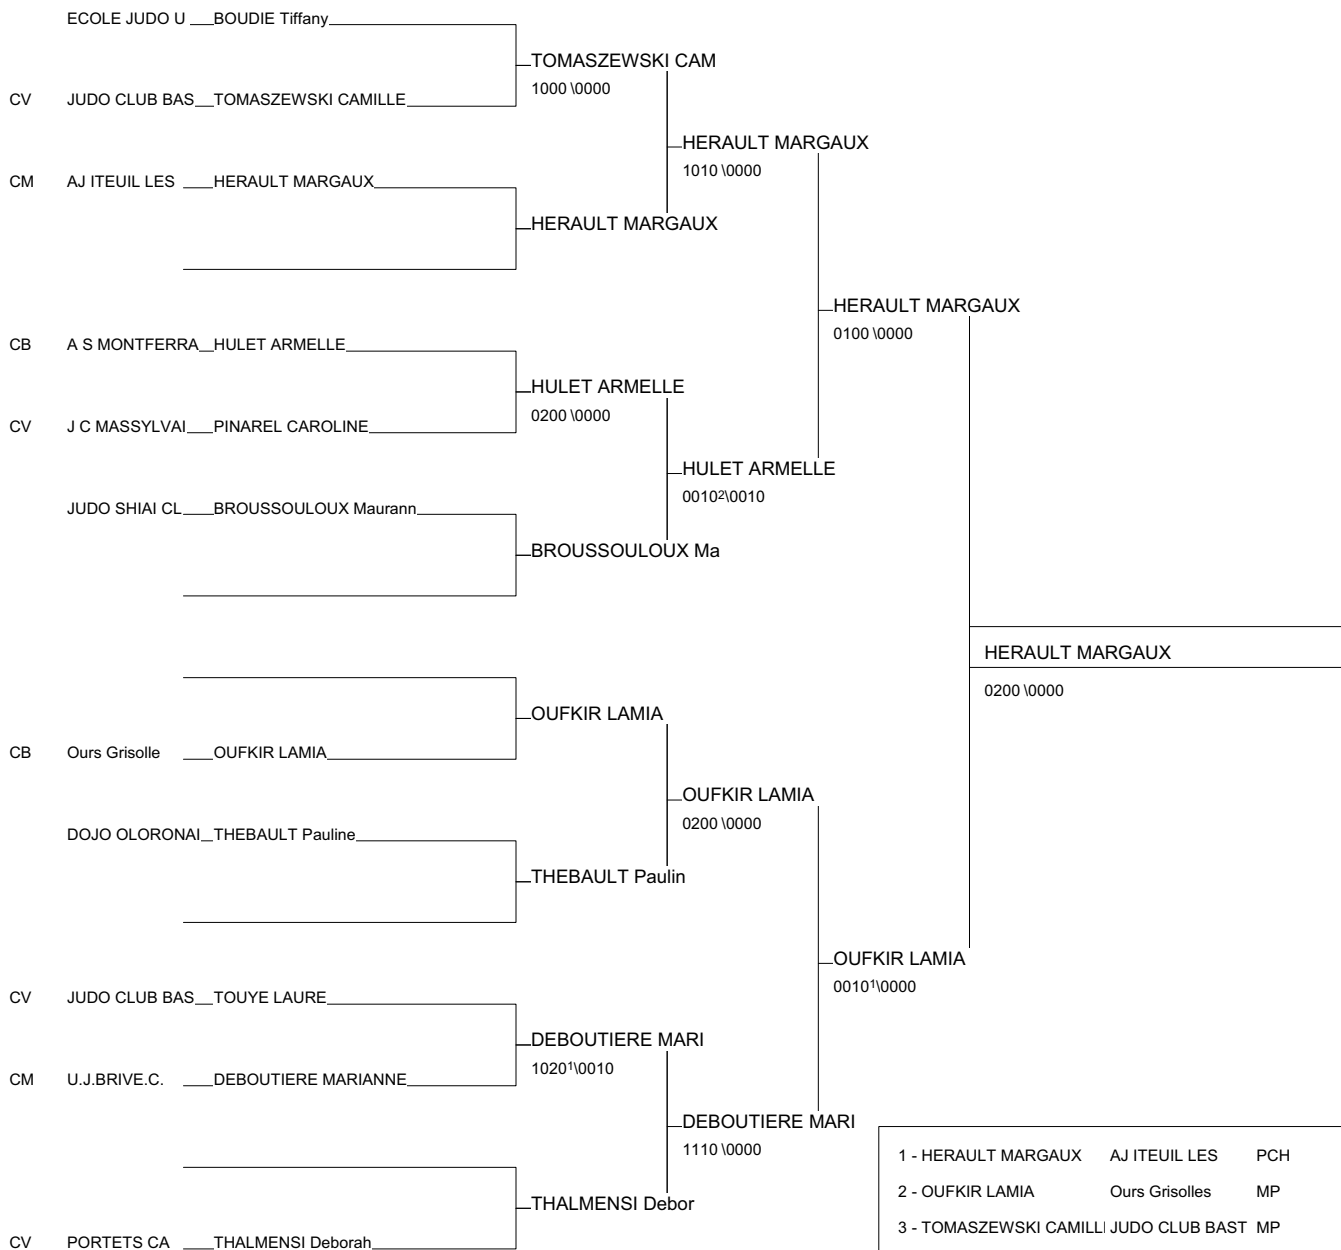 ECOLE JUDO U BOUDIE Tiffany
TOMASZEWSKI CAM
1000 \0000
CV JUDO CLUB BAS TOMASZEWSKI CAMILLE
HERAULT MARGAUX
1010 \0000
CM AJ ITEUIL LES HERAULT MARGAUX
HERAULT MARGAUX
HERAULT MARGAUX
0100 \0000
CB A S MONTFERRA HULET ARMELLE
HULET ARMELLE
0200 \0000
CV J C MASSYLVAI PINAREL CAROLINE
HULET ARMELLE
0010²\0010
JUDO SHIAI CL BROUSSOULOUX Maurann
BROUSSOULOUX Ma
HERAULT MARGAUX
0200 \0000
OUFKIR LAMIA
CB Ours Grisolle OUFKIR LAMIA
OUFKIR LAMIA
0200 \0000
DOJO OLORONAI THEBAULT Pauline
THEBAULT Paulin
OUFKIR LAMIA
0010¹\0000
CV JUDO CLUB BAS TOUYE LAURE
DEBOUTIERE MARI
1020¹\0010
CM U.J.BRIVE.C. DEBOUTIERE MARIANNE
DEBOUTIERE MARI
1110 \0000
THALMENSI Debor
CV PORTETS CA THALMENSI Deborah
1 - HERAULT MARGAUX AJ ITEUIL LES PCH
2 - OUFKIR LAMIA Ours Grisolles MP
3 - TOMASZEWSKI CAMILL JUDO CLUB BAST MP